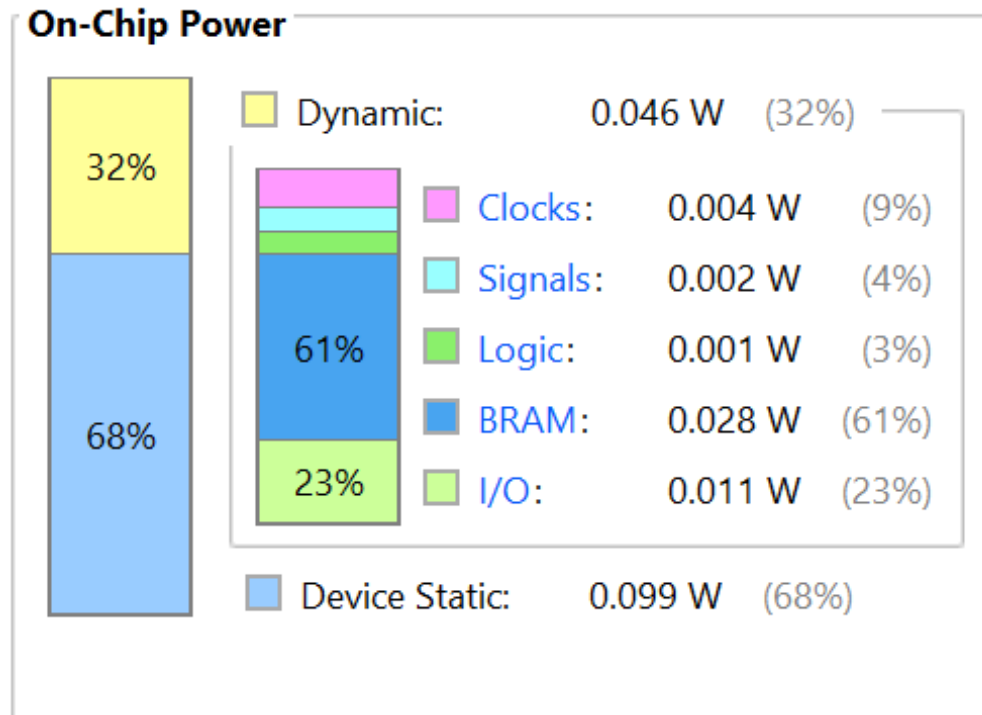 On-Chip Power
32%
68%
Dynamic: 0.046 W (32%)
61%
23%
Clocks: 0.004 W (9%)
Signals: 0.002 W (4%)
Logic: 0.001 W (3%)
BRAM: 0.028 W (61%)
I/O: 0.011 W (23%)
Device Static: 0.099 W (68%)